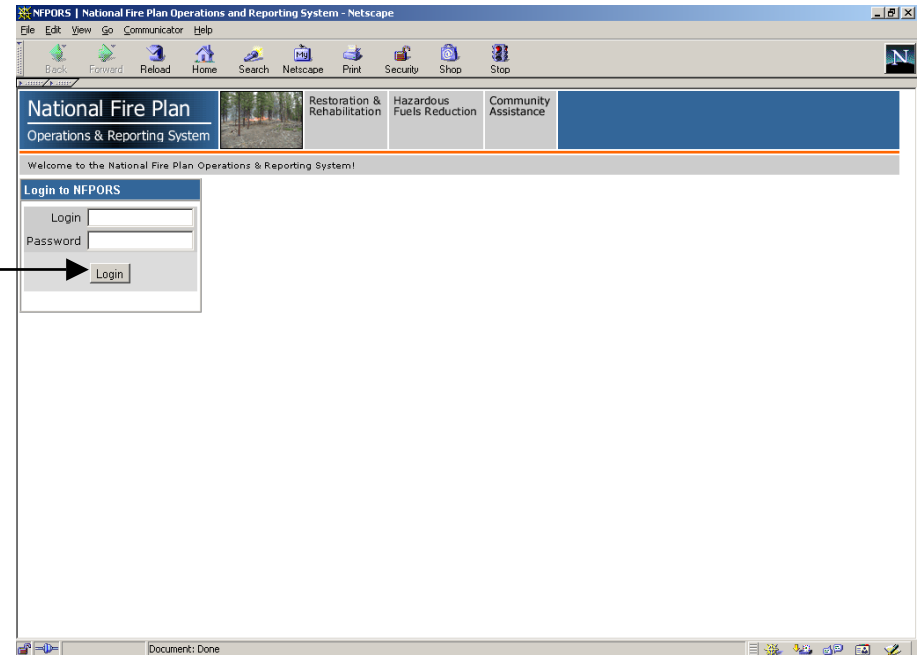 NFPORS | National Fire Plan Operations and Reporting System - Netscape
File Edit View Go Communicator Help
Back Forward Reload Home Search Netscape Print Security Shop Stop
My
N
National Fire Plan
Operations & Reporting System
Restoration & Rehabilitation
Hazardous Fuels Reduction
Community Assistance
Welcome to the National Fire Plan Operations & Reporting System!
Login to NFPORS
Login
Password
Login
Document: Done